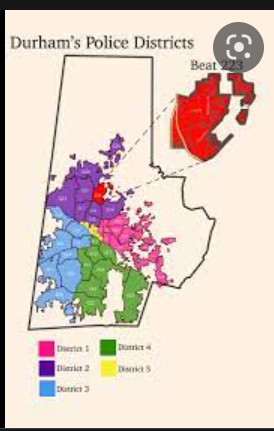 Durham's Police Districts
Beat 223
District 1
District 4
District 2
District 5
District 3